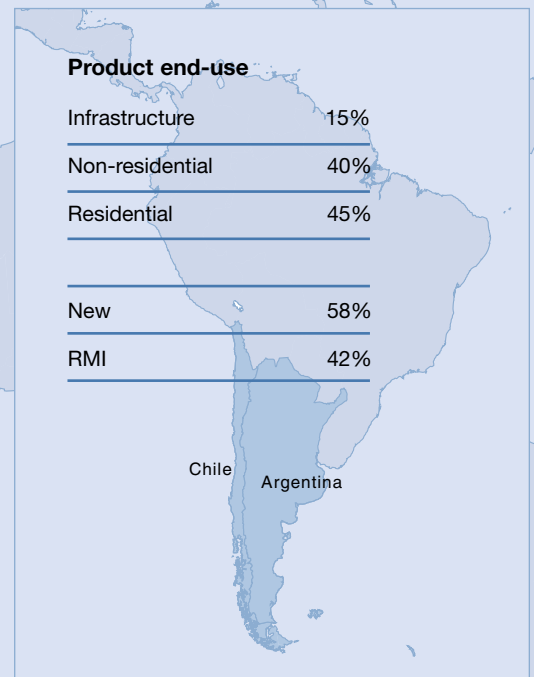 Product end-use
Infrastructure 15%
Non-residential 40%
Residential 45%
New 58%
RMI 42%
Chile
Argentina